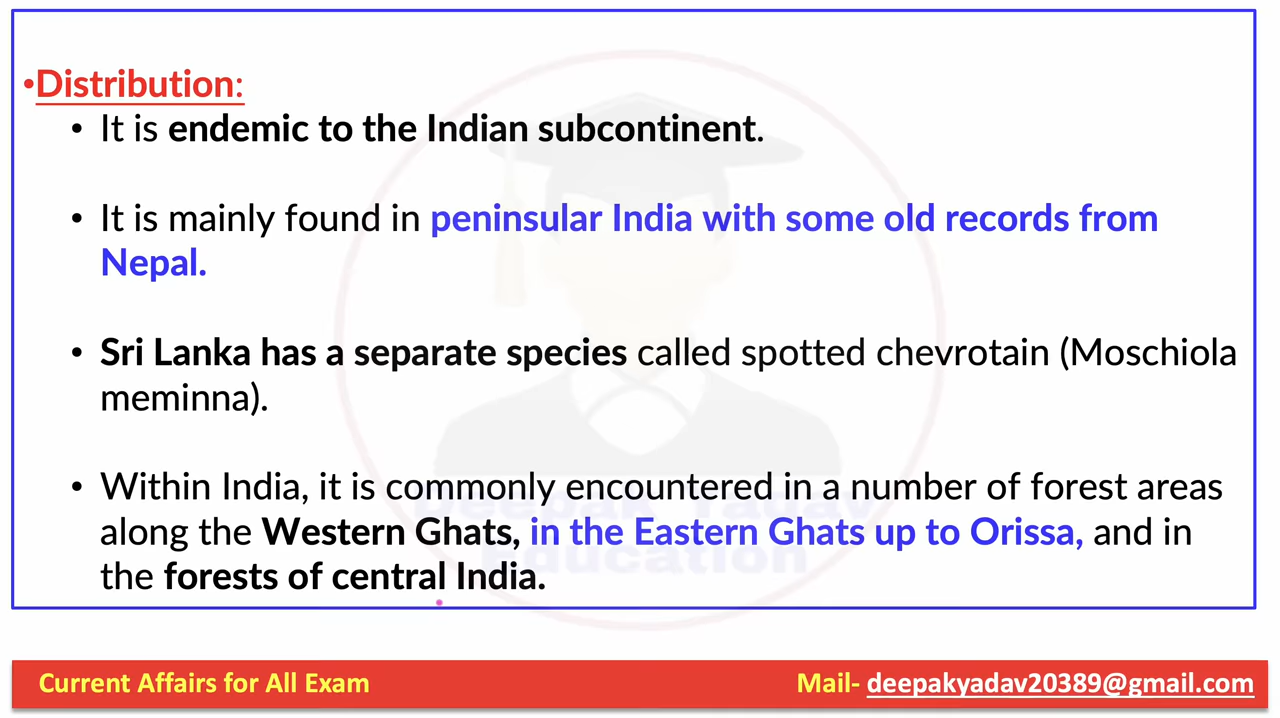 •Distribution:
• It is endemic to the Indian subcontinent.
• It is mainly found in peninsular India with some old records from
Nepal.
• Sri Lanka has a separate species called spotted chevrotain (Moschiola
meminna).
• Within India, it is commonly encountered in a number of forest areas
along the Western Ghats, in the Eastern Ghats up to Orissa, and in
the forests of central India.
Deepak Yadav
Education
Current Affairs for All Exam
Mail- deepakyadav20389@gmail.com